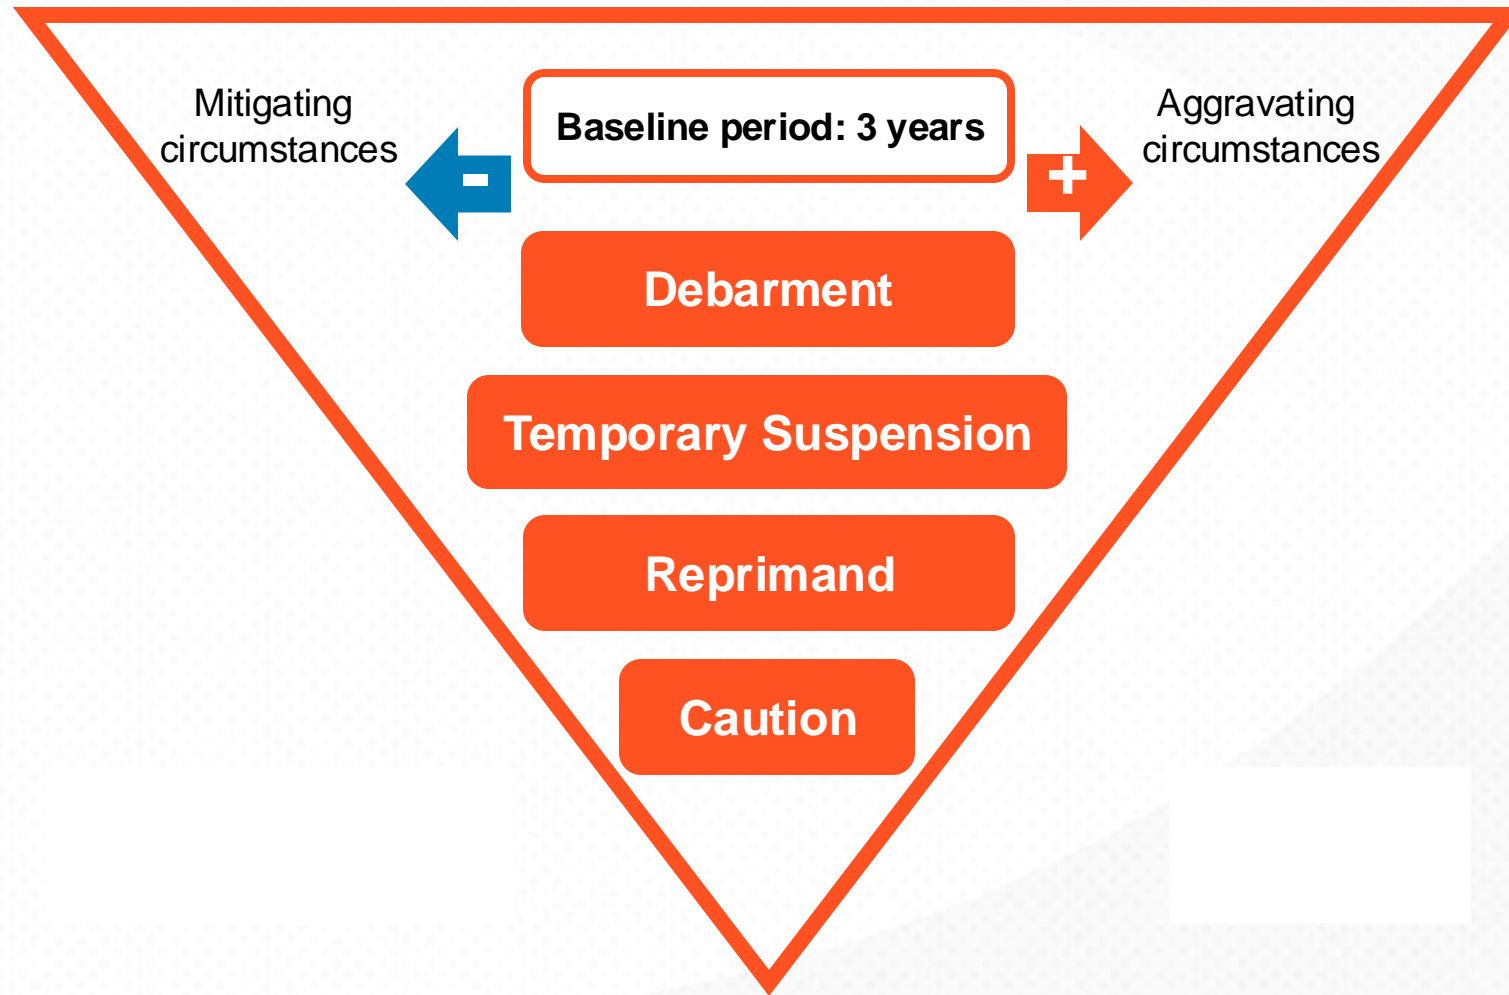 Mitigating
circumstances
Baseline period: 3 years
Aggravating
circumstances
-
+
Debarment
Temporary Suspension
Reprimand
Caution